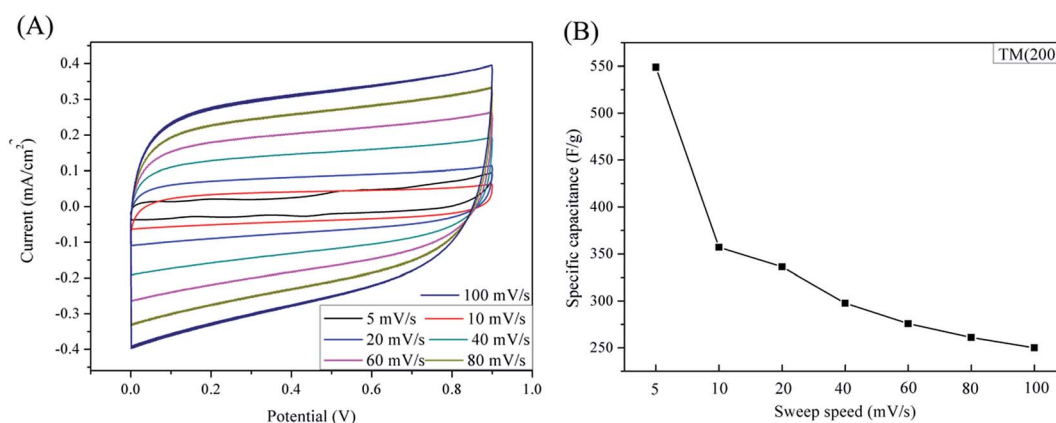 (A)
0.4
0.3
0.2
0.1
0.0
-0.1
-0.2
-0.3
-0.4
Current (mA/cm²)
100 mV/s
5 mV/s 10 mV/s
20 mV/s 40 mV/s
60 mV/s 80 mV/s
0.0 0.2 0.4 0.6 0.8 1.0
Potential (V)
(B)
TM(200
550
500
450
400
350
300
250
Specific capacitance (F/g)
5 10 20 40 60 80 100
Sweep speed (mV/s)